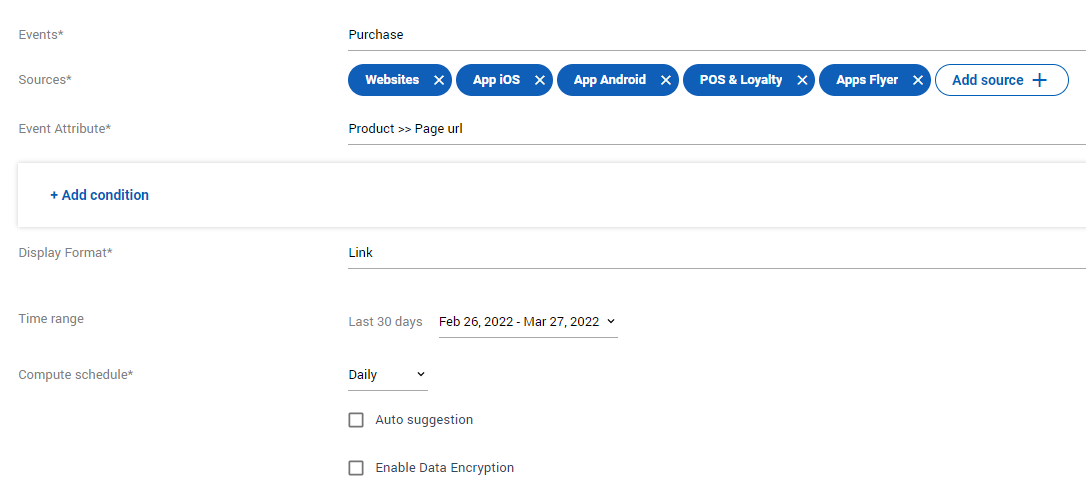 Events* Purchase
Sources* Websites App iOS App Android POS & Loyalty Apps Flyer Add source +
Event Attribute* Product >> Page url
+ Add condition
Display Format* Link
Time range Last 30 days Feb 26, 2022 - Mar 27, 2022
Compute schedule* Daily
Auto suggestion
Enable Data Encryption